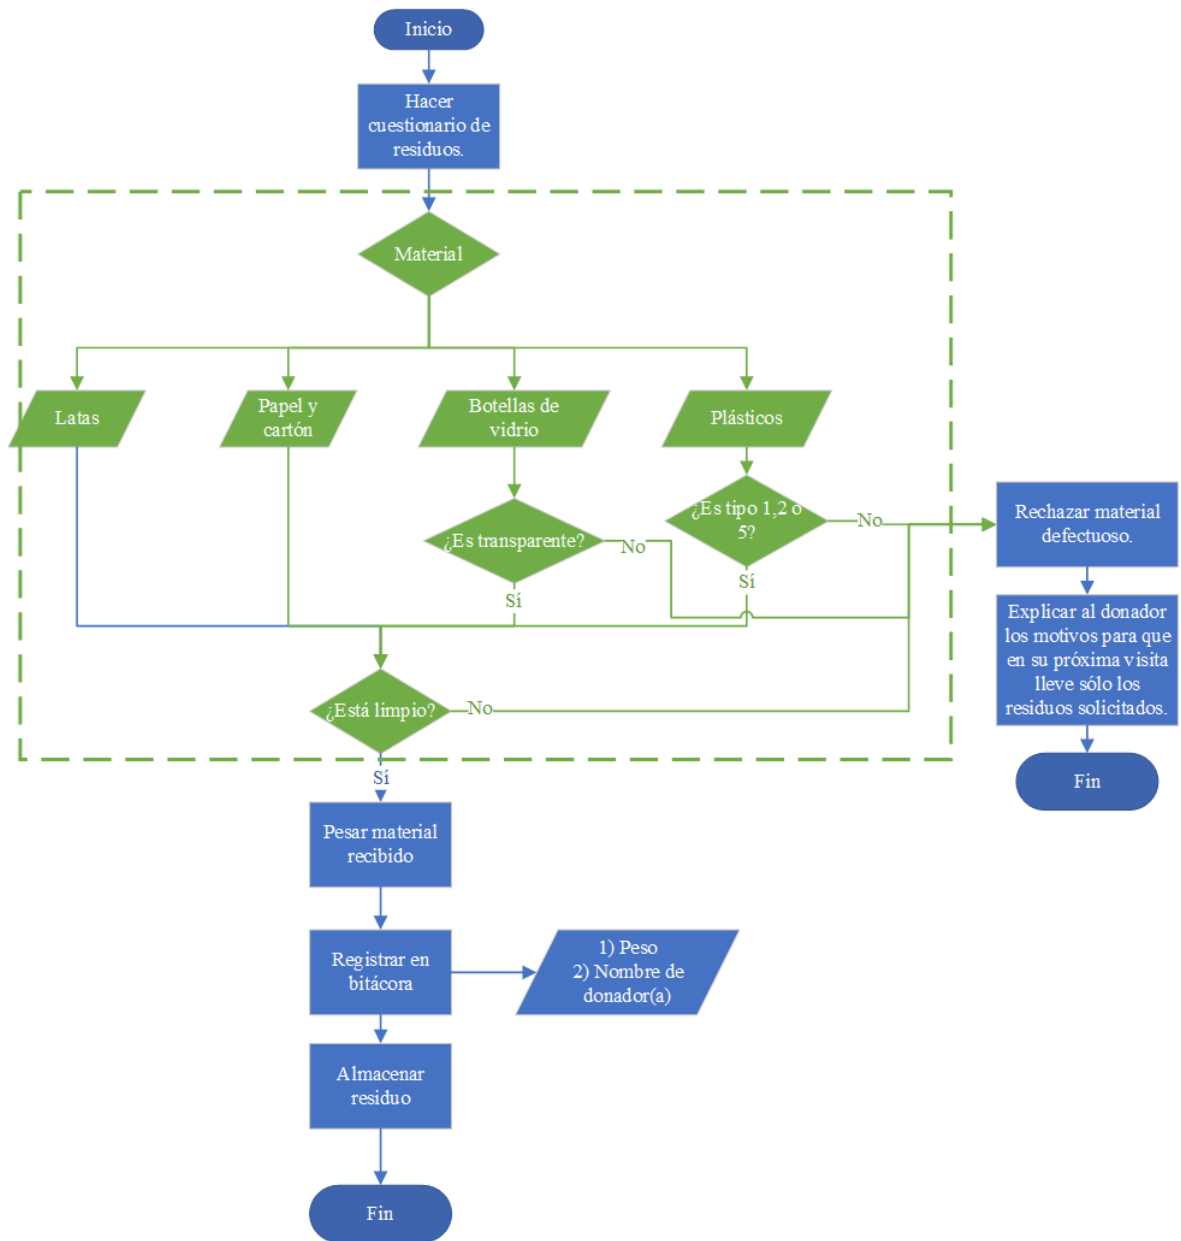 Inicio
Hacer
cuestionario de
residuos.
Material
Latas
Papel y
cartón
Botellas de
vidrio
Plásticos
¿Es transparente?
No
Sí
¿Es tipo 1,2 o
5?
No
Sí
¿Está limpio?
No
Sí
Rechazar material
defectuoso.
Explicar al donador
los motivos para que
en su próxima visita
lleve sólo los
residuos solicitados.
Fin
Pesar material
recibido
Registrar en
bitácora
1) Peso
2) Nombre de
donador(a)
Almacenar
residuo
Fin